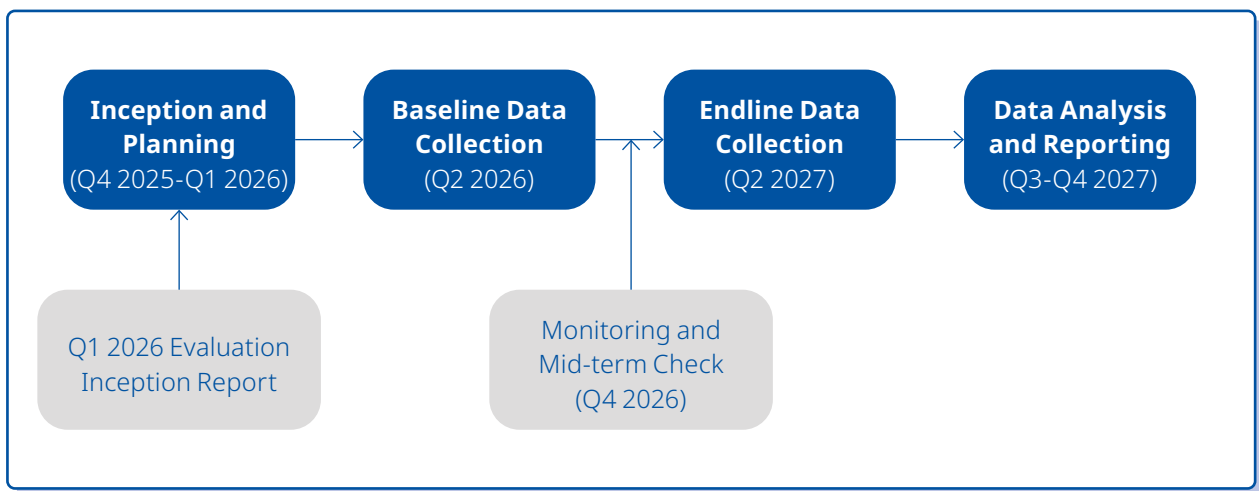 Inception and
Planning
(Q4 2025-Q1 2026)
Baseline Data
Collection
(Q2 2026)
Endline Data
Collection
(Q2 2027)
Data Analysis
and Reporting
(Q3-Q4 2027)
Q1 2026 Evaluation
Inception Report
Monitoring and
Mid-term Check
(Q4 2026)